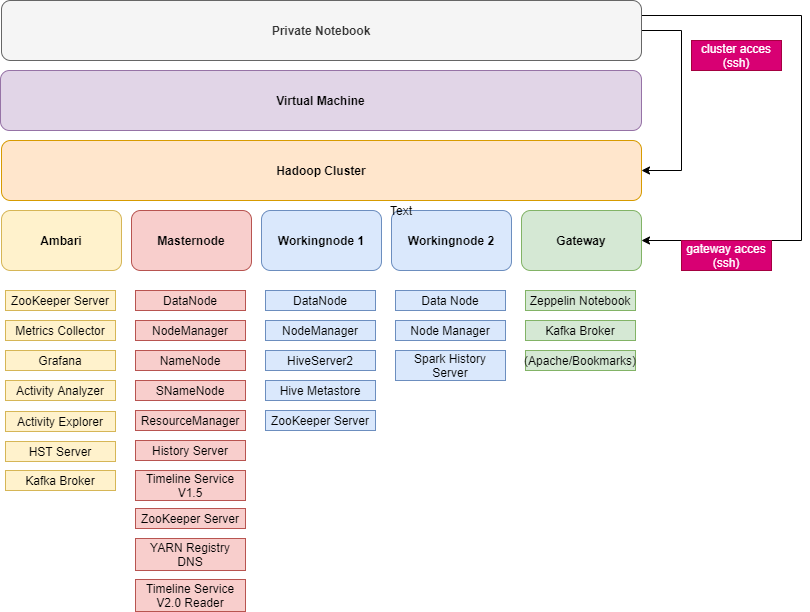 Private Notebook
cluster acces
(ssh)
Virtual Machine
Hadoop Cluster
Text
Ambari
Masternode
Workingnode 1
Workingnode 2
Gateway
gateway acces
(ssh)
ZooKeeper Server
Metrics Collector
Grafana
Activity Analyzer
Activity Explorer
HST Server
Kafka Broker
DataNode
NodeManager
NameNode
SNameNode
ResourceManager
History Server
Timeline Service
V1.5
ZooKeeper Server
YARN Registry
DNS
Timeline Service
V2.0 Reader
DataNode
NodeManager
HiveServer2
Hive Metastore
ZooKeeper Server
Data Node
Node Manager
Spark History
Server
Zeppelin Notebook
Kafka Broker
(Apache/Bookmarks)